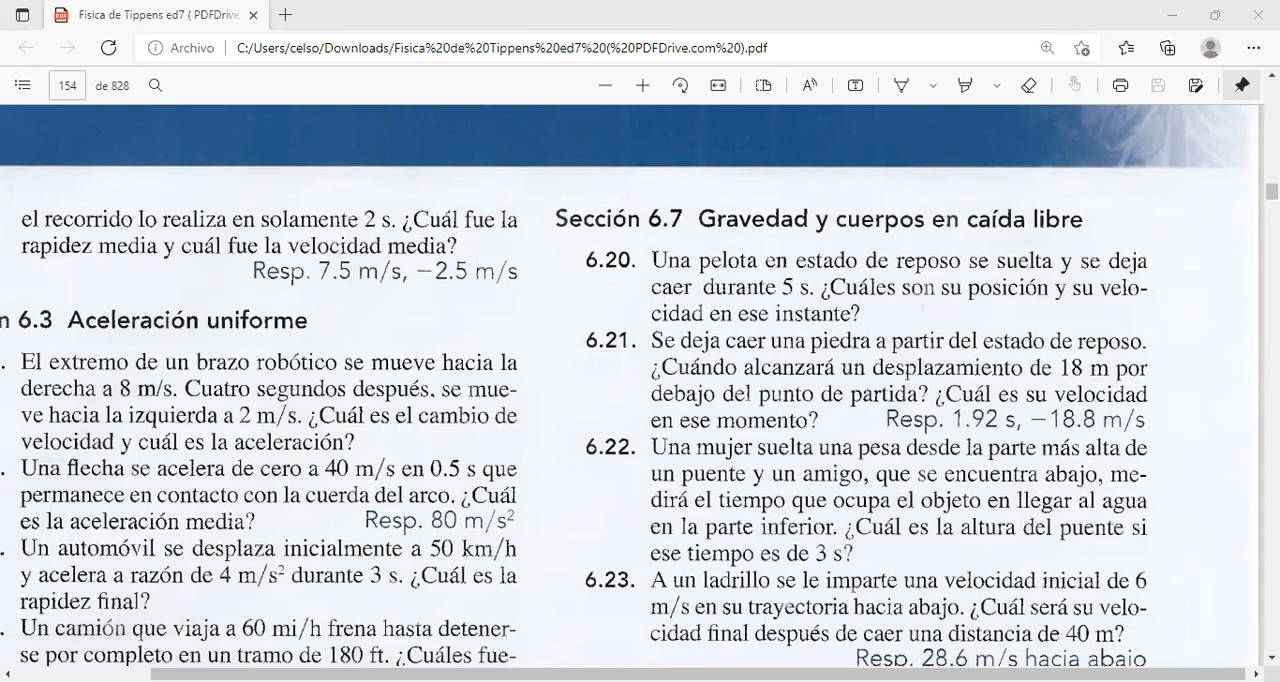 Fisica de Tippens ed7 ( PDFDrive
Archivo
C:/Users/celso/Downloads/Fisica%20de%20Tippens%20ed7%20(%20PDFDrive.com%20).pdf
154
de 828
el recorrido lo realiza en solamente 2 s. ¿Cuál fue la
rapidez media y cuál fue la velocidad media?
Resp. 7.5 m/s, −2.5 m/s
n 6.3 Aceleración uniforme
. El extremo de un brazo robótico se mueve hacia la
derecha a 8 m/s. Cuatro segundos después, se mue-
ve hacia la izquierda a 2 m/s. ¿Cuál es el cambio de
velocidad y cuál es la aceleración?
. Una flecha se acelera de cero a 40 m/s en 0.5 s que
permanece en contacto con la cuerda del arco. ¿Cuál
es la aceleración media? Resp. 80 m/s²
. Un automóvil se desplaza inicialmente a 50 km/h
y acelera a razón de 4 m/s² durante 3 s. ¿Cuál es la
rapidez final?
. Un camión que viaja a 60 mi/h frena hasta detener-
se por completo en un tramo de 180 ft. ¿Cuáles fue-
Sección 6.7 Gravedad y cuerpos en caída libre
6.20. Una pelota en estado de reposo se suelta y se deja
caer durante 5 s. ¿Cuáles son su posición y su velo-
cidad en ese instante?
6.21. Se deja caer una piedra a partir del estado de reposo.
¿Cuándo alcanzará un desplazamiento de 18 m por
debajo del punto de partida? ¿Cuál es su velocidad
en ese momento? Resp. 1.92 s, −18.8 m/s
6.22. Una mujer suelta una pesa desde la parte más alta de
un puente y un amigo, que se encuentra abajo, me-
dirá el tiempo que ocupa el objeto en llegar al agua
en la parte inferior. ¿Cuál es la altura del puente si
ese tiempo es de 3 s?
6.23. A un ladrillo se le imparte una velocidad inicial de 6
m/s en su trayectoria hacia abajo. ¿Cuál será su velo-
cidad final después de caer una distancia de 40 m?
Resp. 28.6 m/s hacia abajo